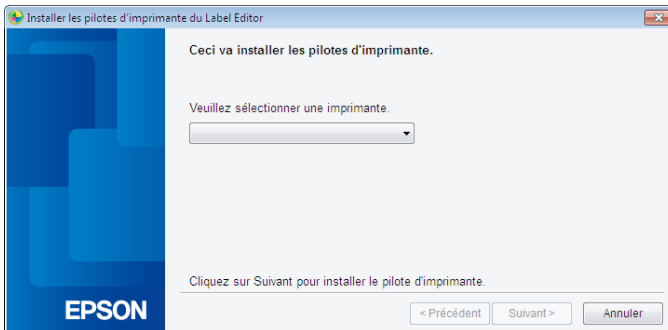 Installer les pilotes d'imprimante du Label Editor
Ceci va installer les pilotes d'imprimante.
Veuillez sélectionner une imprimante.
Cliquez sur Suivant pour installer le pilote d'imprimante.
EPSON
< Précédent
Suivant >
Annuler